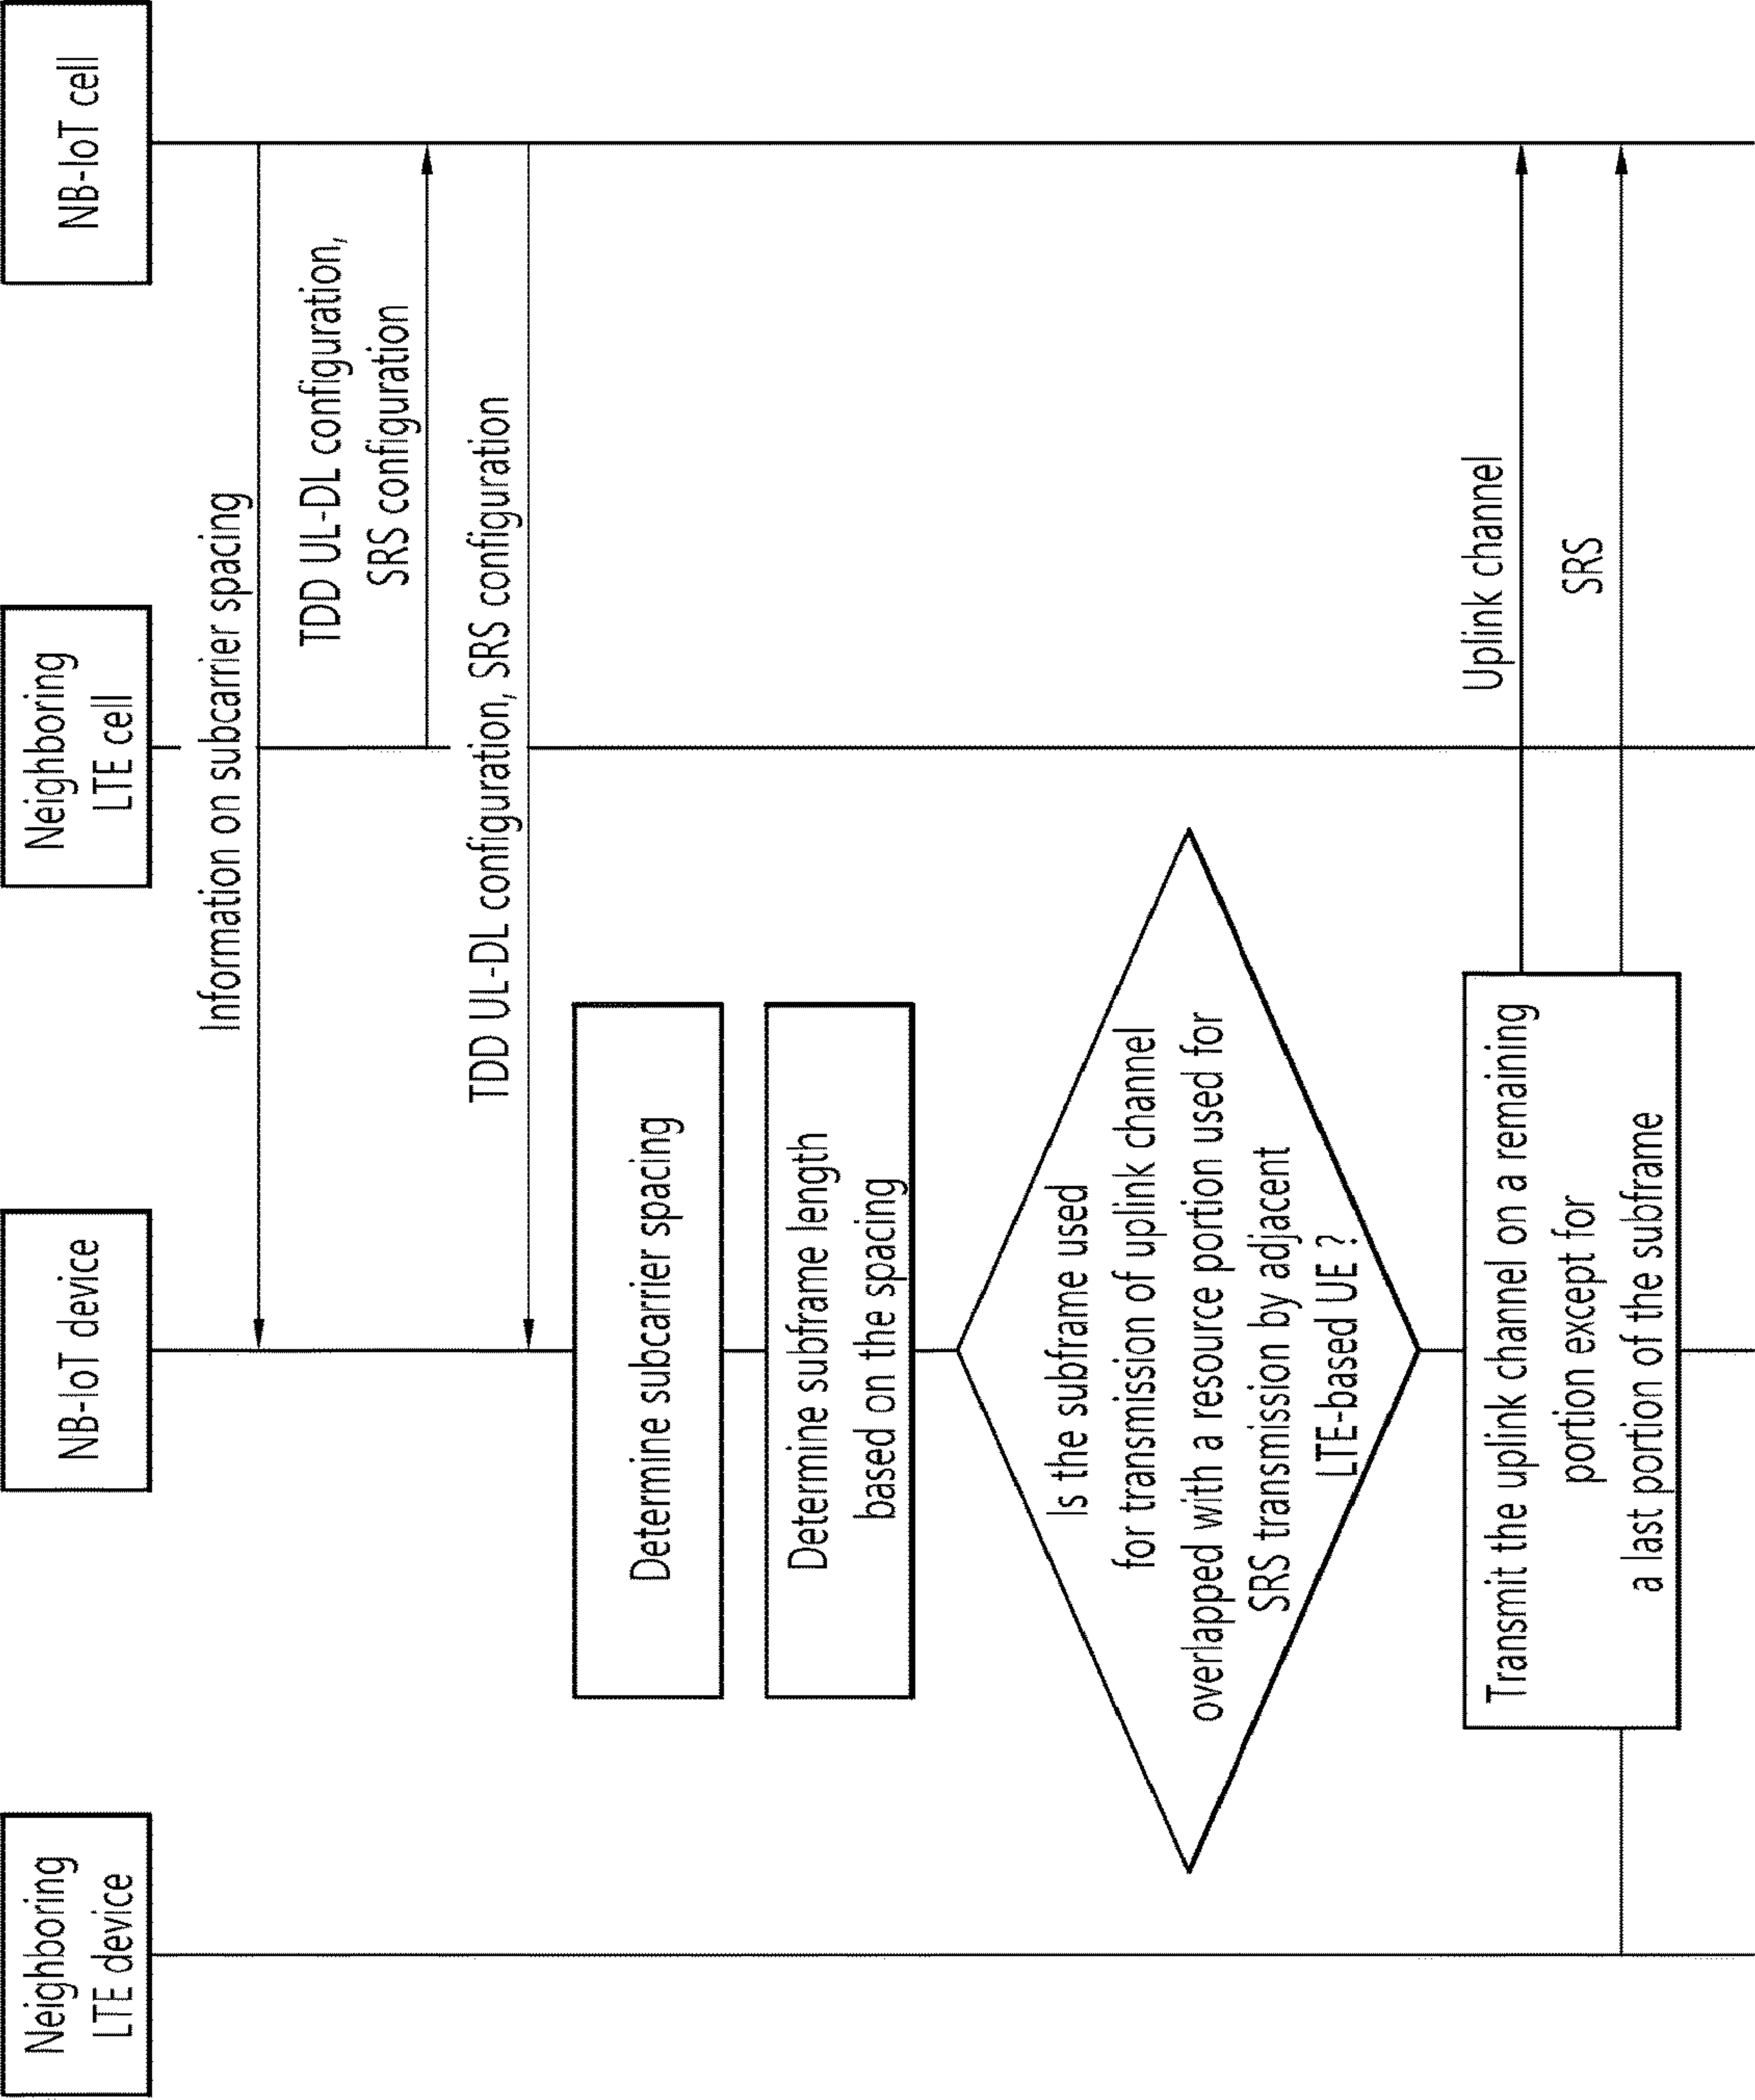 Neighboring
LTE device
NB-IoT device
Neighboring
LTE cell
NB-IoT cell
Information on subcarrier spacing
TDD UL-DL configuration,
SRS configuration
TDD UL-DL configuration, SRS configuration
Determine subcarrier spacing
Determine subframe length
based on the spacing
Is the subframe used
for transmission of uplink channel
overlapped with a resource portion used for
SRS transmission by adjacent
LTE-based UE ?
Uplink channel
SRS
Transmit the uplink channel on a remaining
portion except for
a last portion of the subframe